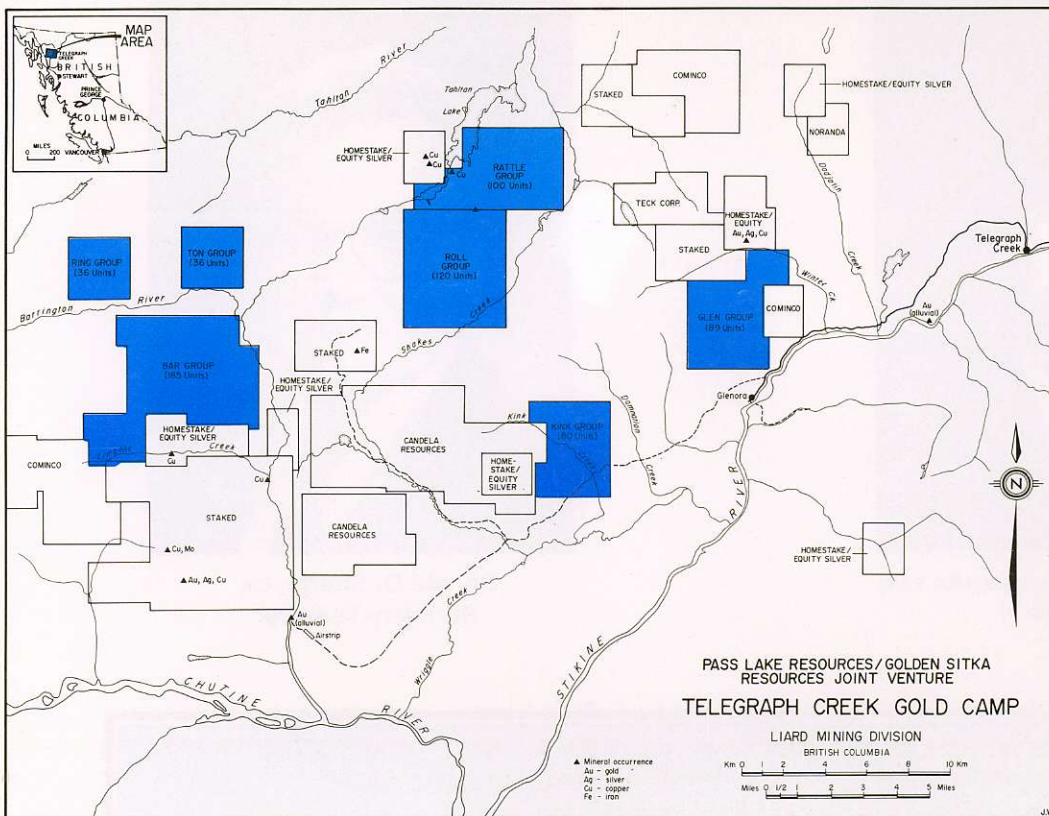 MAP
AREA
TELEGRAPH
CREEK
BRITISH
STEWART
PRINCE
GEORGE
COLUMBIA
MILES
0 200
VANCOUVER
Tahltan
River
Tahltan
Lake
HOMESTAKE/
EQUITY SILVER
Cu
Cu
Cu
RATTLE
GROUP
(100 Units)
STAKED
COMINCO
HOMESTAKE/EQUITY SILVER
NORANDA
Dodjatin
Creek
TECK CORP.
HOMESTAKE/
EQUITY
Au, Ag, Cu
STAKED
Telegraph
Creek
RING GROUP
(36 Units)
TON GROUP
(36 Units)
ROLL
GROUP
(120 Units)
Barrington
River
Shakes
Creek
GLEN GROUP
(89 Units)
COMINCO
Winter Ck.
Au
(alluvial)
BAR GROUP
(185 Units)
STAKED
Fe
HOMESTAKE/
EQUITY SILVER
Glenora
Damnation
Creek
HOMESTAKE/
EQUITY SILVER
Cu
Creek
Kink
Creek
KINK GROUP
(80 Units)
CANDELA
RESOURCES
HOME-
STAKE/
EQUITY
SILVER
COMINCO
STAKED
Cu
CANDELA
RESOURCES
Cu, Mo
Au, Ag, Cu
Au
(alluvial)
Airstrip
Wriggle
Creek
CHUTINE
RIVER
STIKINE
RIVER
HOMESTAKE/
EQUITY SILVER
N
PASS LAKE RESOURCES/GOLDEN SITKA
RESOURCES JOINT VENTURE
TELEGRAPH CREEK GOLD CAMP
LIARD MINING DIVISION
BRITISH COLUMBIA
▲ Mineral occurrence
Au - gold
Ag - silver
Cu - copper
Fe - iron
Km 0 2 4 6 8 10 Km
Miles 0 1/2 1 2 3 4 5 Miles